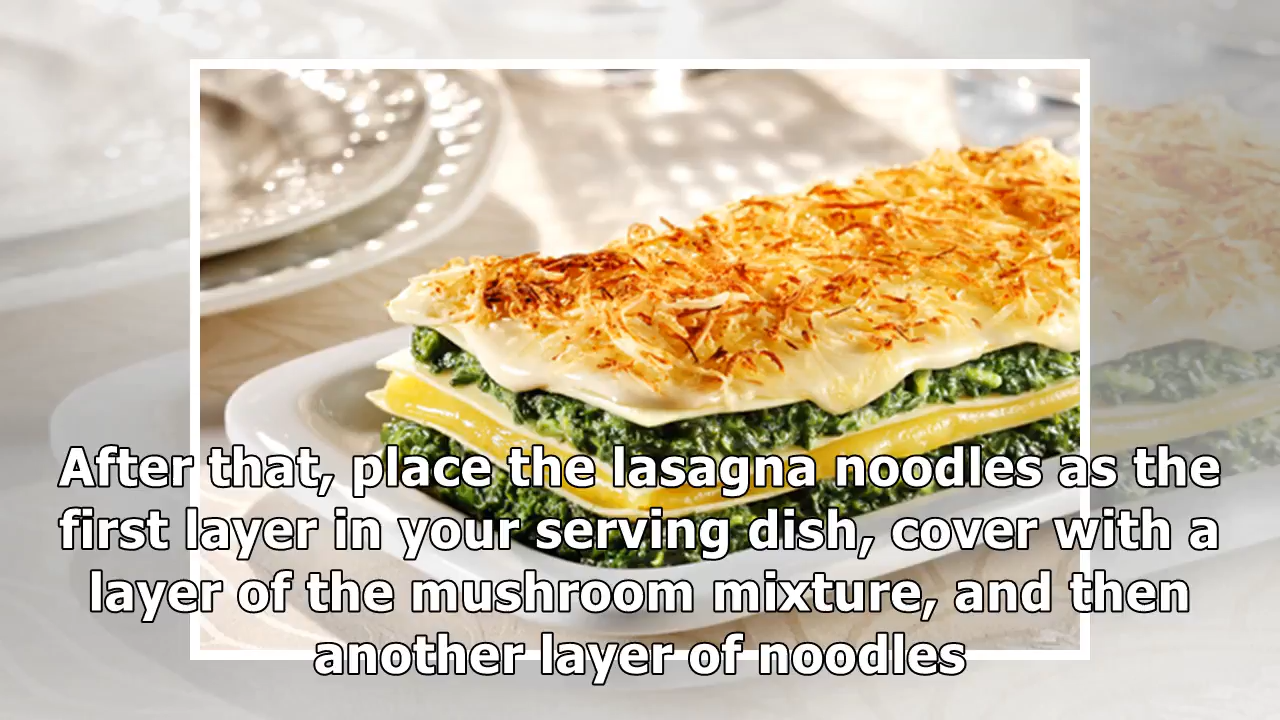 After that, place the lasagna noodles as the
first layer in your serving dish, cover with a
layer of the mushroom mixture, and then
another layer of noodles